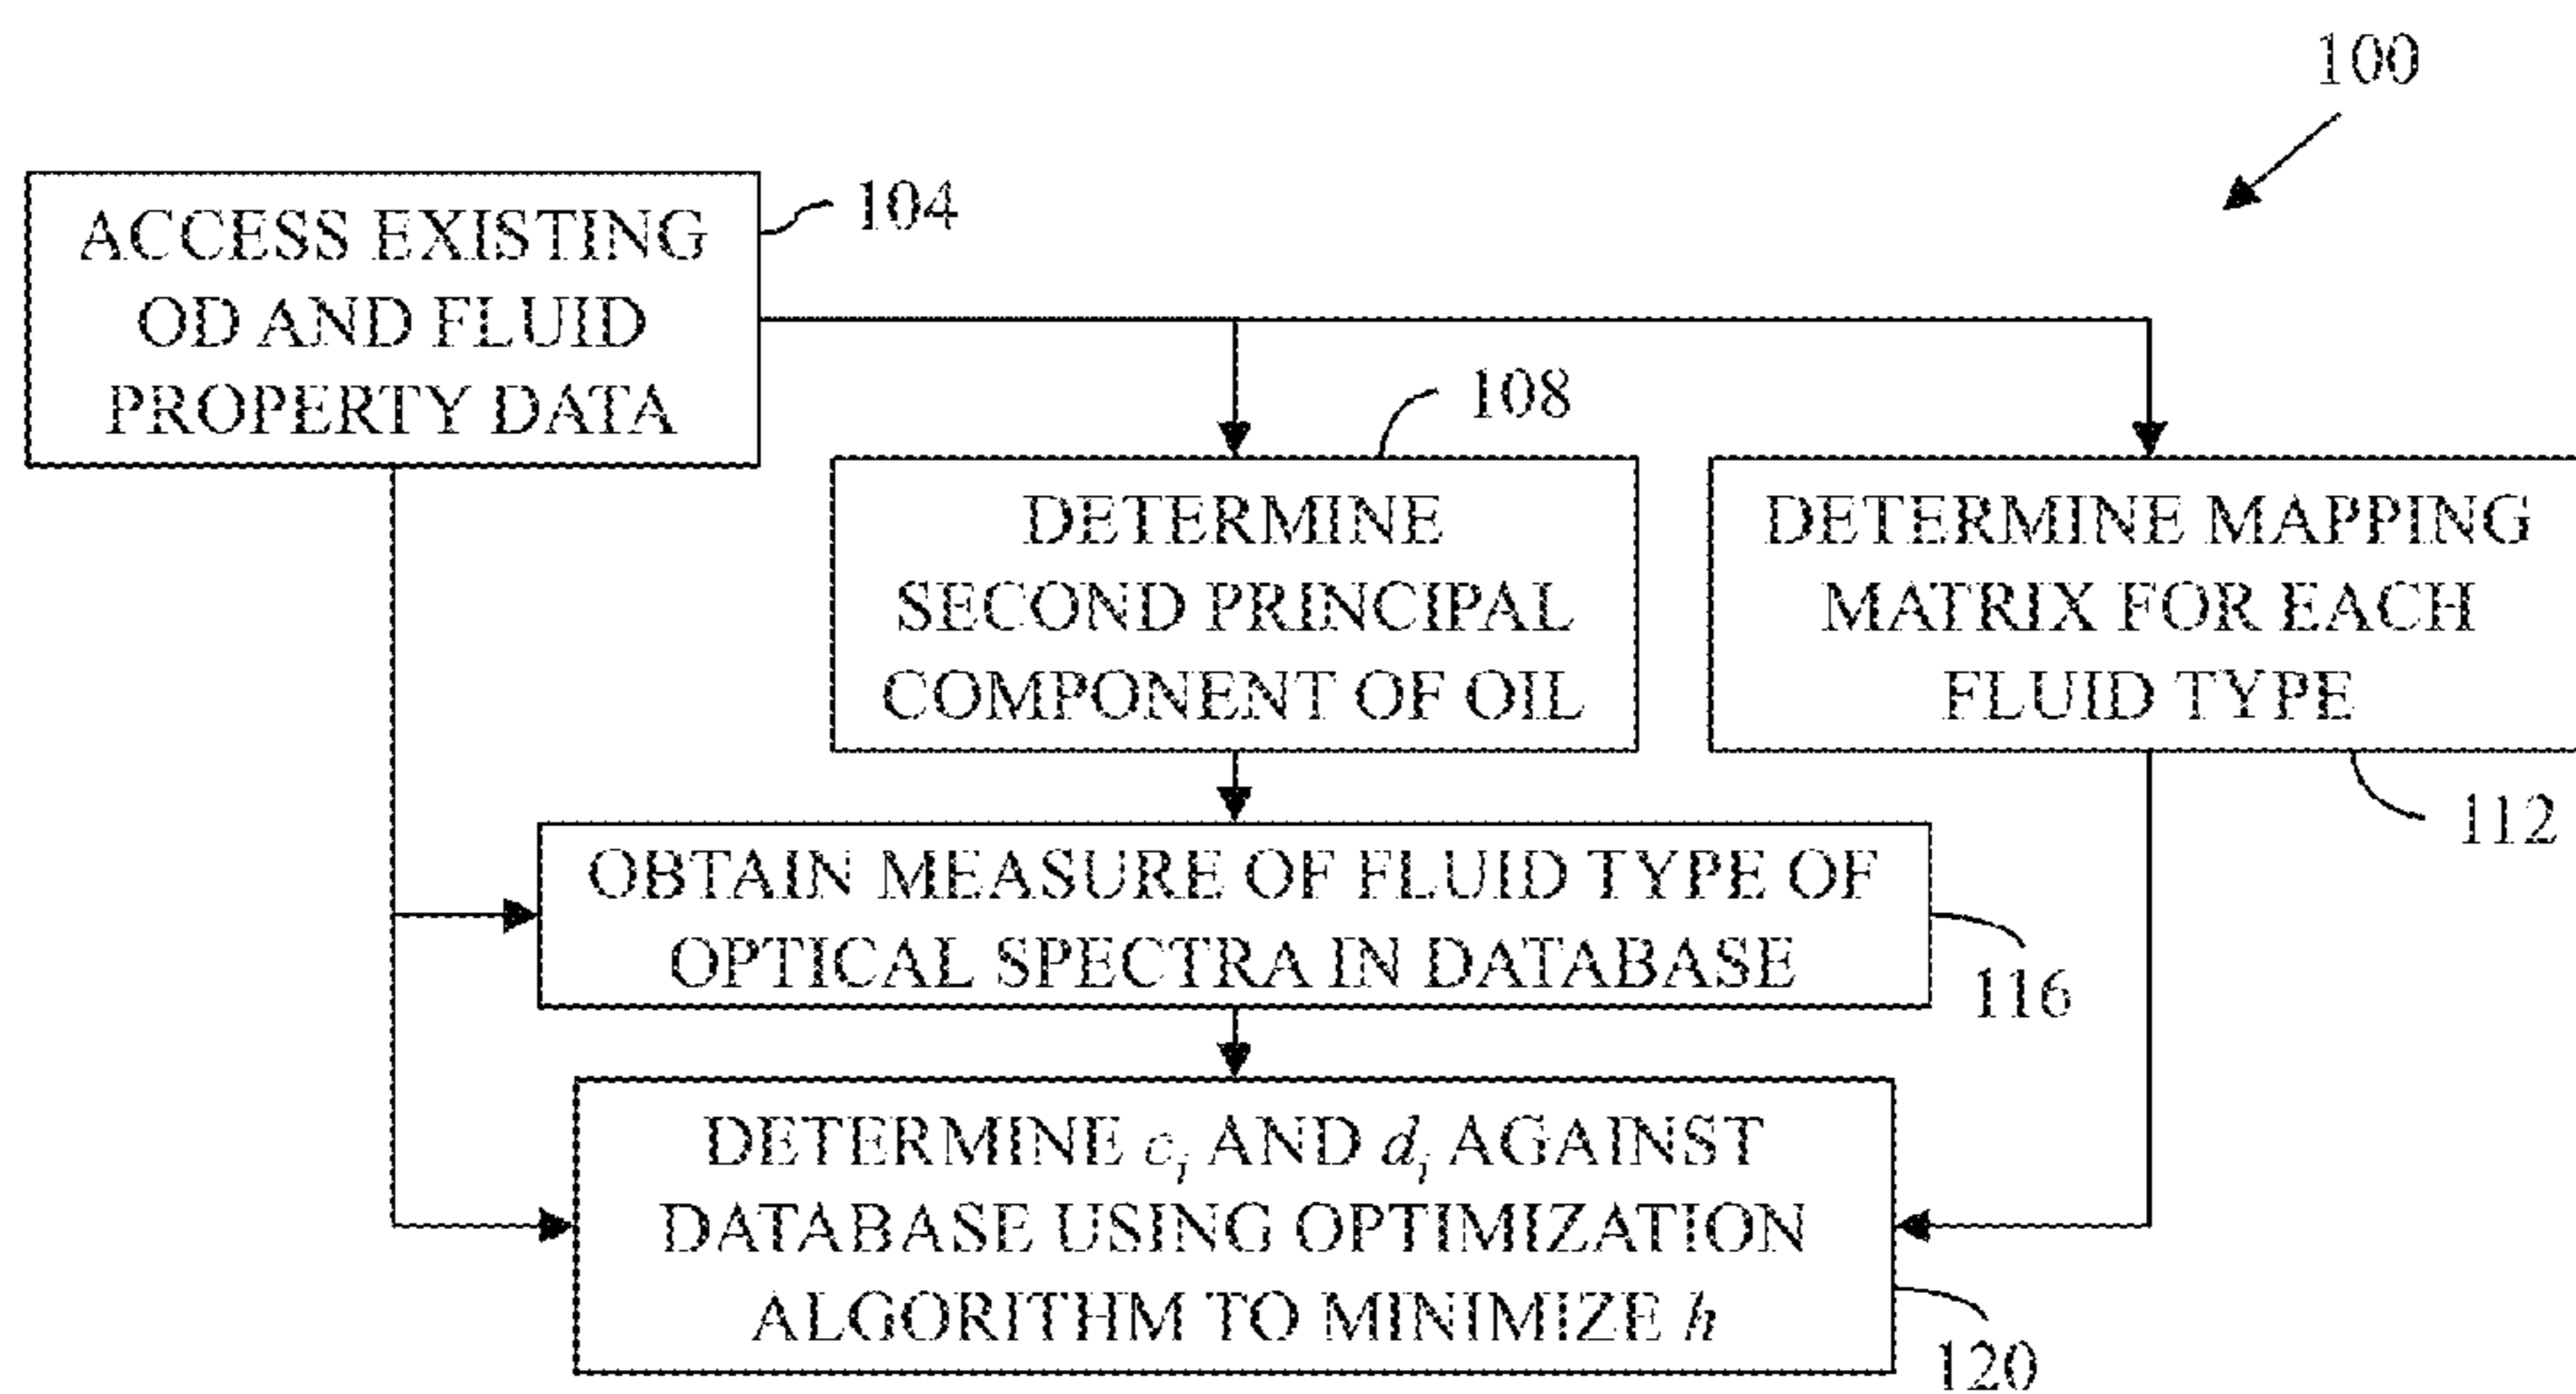 100
ACCESS EXISTING
OD AND FLUID
PROPERTY DATA
104
108
DETERMINE
SECOND PRINCIPAL
COMPONENT OF OIL
DETERMINE MAPPING
MATRIX FOR EACH
FLUID TYPE
112
OBTAIN MEASURE OF FLUID TYPE OF
OPTICAL SPECTRA IN DATABASE
116
DETERMINE c_i AND d_i AGAINST
DATABASE USING OPTIMIZATION
ALGORITHM TO MINIMIZE h
120